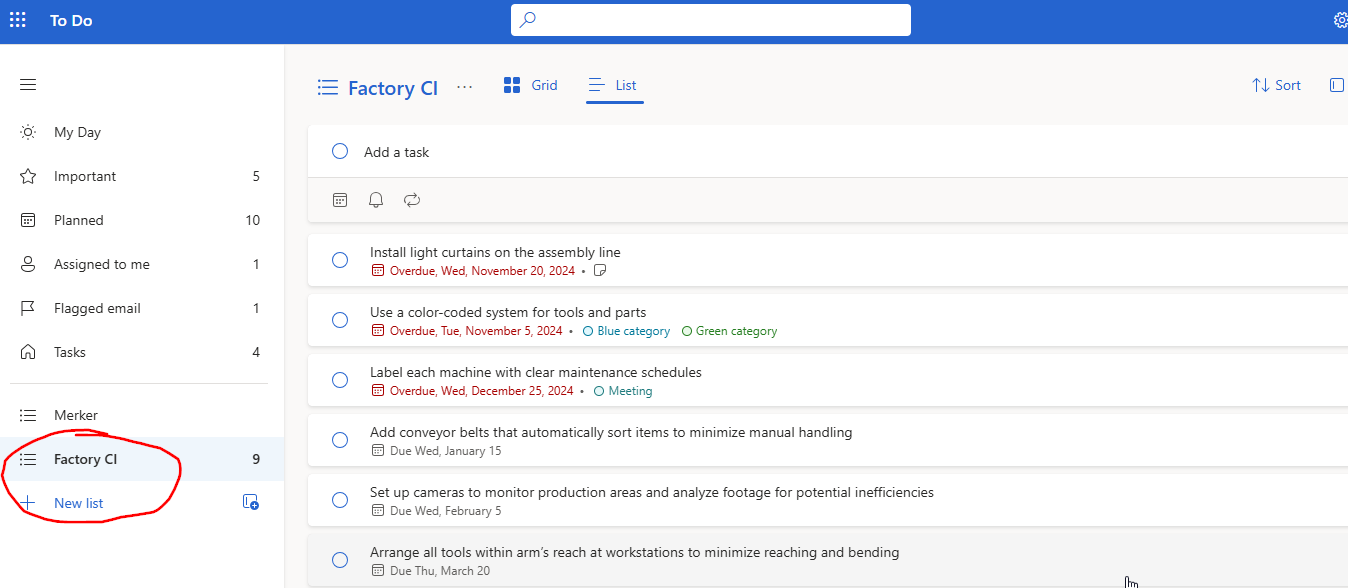 To Do
Factory CI
Grid
List
Sort
My Day
Important 5
Planned 10
Assigned to me 1
Flagged email 1
Tasks 4
Merker
Factory CI 9
New list
Add a task
Install light curtains on the assembly line
Overdue, Wed, November 20, 2024 •
Use a color-coded system for tools and parts
Overdue, Tue, November 5, 2024 • Blue category Green category
Label each machine with clear maintenance schedules
Overdue, Wed, December 25, 2024 • Meeting
Add conveyor belts that automatically sort items to minimize manual handling
Due Wed, January 15
Set up cameras to monitor production areas and analyze footage for potential inefficiencies
Due Wed, February 5
Arrange all tools within arm’s reach at workstations to minimize reaching and bending
Due Thu, March 20